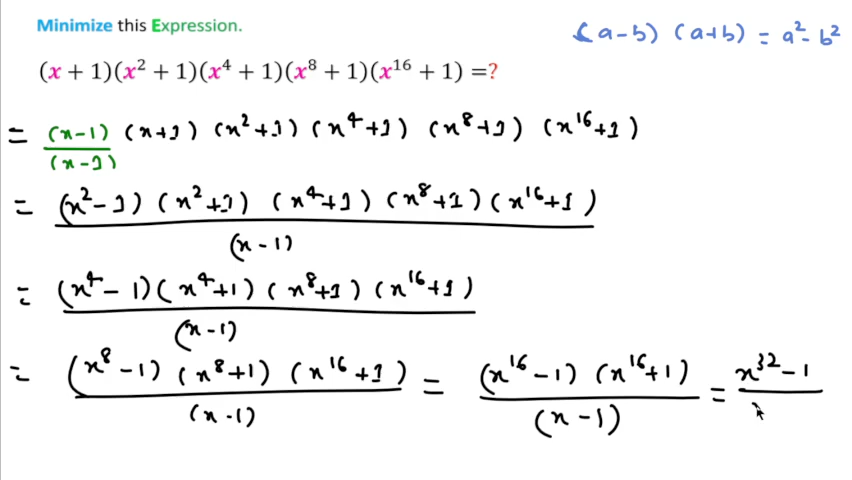 Minimize this Expression.
(a-b) (a+b) = a² - b²
(x + 1)(x² + 1)(x⁴ + 1)(x⁸ + 1)(x¹⁶ + 1) =?
= (x-1)/(x-1) (x+1) (x²+1) (x⁴+1) (x⁸+1) (x¹⁶+1)
= (x²-1) (x²+1) (x⁴+1) (x⁸+1) (x¹⁶+1) / (x-1)
= (x⁴-1) (x⁴+1) (x⁸+1) (x¹⁶+1) / (x-1)
= (x⁸-1) (x⁸+1) (x¹⁶+1) / (x-1) = (x¹⁶-1) (x¹⁶+1) / (x-1) = x³²-1